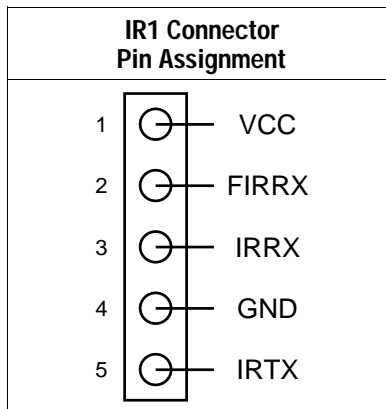 IR1 Connector
Pin Assignment
1 VCC
2 FIRRX
3 IRRX
4 GND
5 IRTX